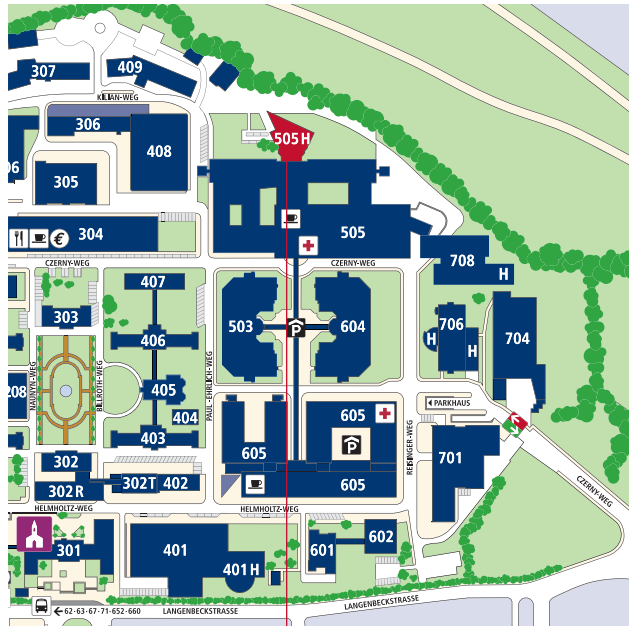 307
409
KILIAN-WEG
306
408
505 H
06
305
304
€
505
CZERNY-WEG
CZERNY-WEG
708
H
407
303
503
P
604
706
H
H
704
406
NAUNYN-WEG
BILLROTH-WEG
PAUL-EHRLICH-WEG
405
208
404
403
PARKHAUS
605
605
P
REISINGER-WEG
701
302
302 R
302T
402
605
CZERNY-WEG
HELMHOLTZ-WEG
HELMHOLTZ-WEG
301
401
401 H
601
602
62·63·67·71·652·660
LANGENBECKSTRASSE
LANGENBECKSTRASSE